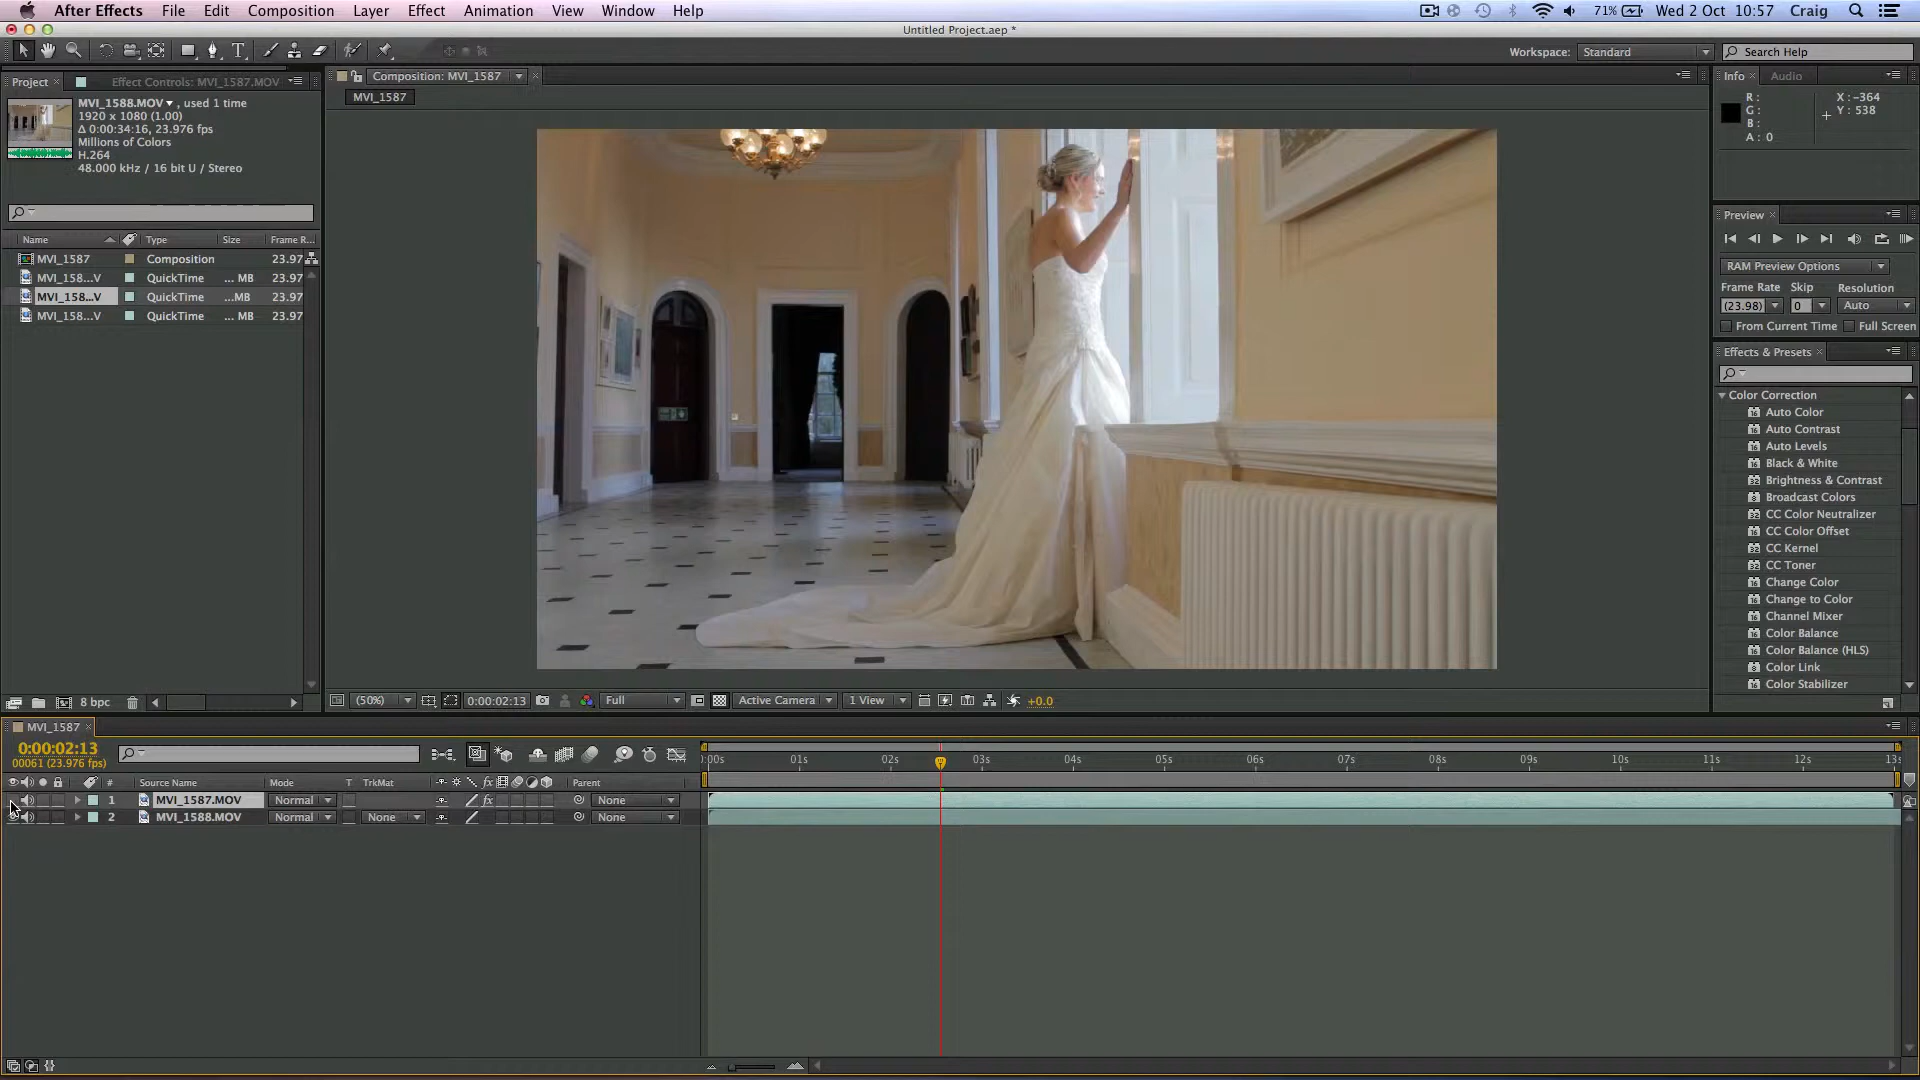 After Effects File Edit Composition Layer Effect Animation View Window Help 71% Wed 2 Oct 10:57 Craig
Untitled Project.aep *
Workspace: Standard Search Help
Project Effect Controls: MVI_1587.MOV
Composition: MVI_1587
Info Audio
MVI_1587
MVI_1588.MOV , used 1 time
1920 x 1080 (1.00)
Δ 0:00:34:16, 23.976 fps
Millions of Colors
H.264
48.000 kHz / 16 bit U / Stereo
R: X: -364
G: Y: 538
B:
A: 0
Preview
RAM Preview Options
Frame Rate Skip Resolution
(23.98) 0 Auto
From Current Time Full Screen
Name Type Size Frame R...
MVI_1587 Composition 23.97
MVI_158...V QuickTime ... MB 23.97
MVI_158...V QuickTime ...MB 23.97
MVI_158...V QuickTime ... MB 23.97
Effects & Presets
Color Correction
Auto Color
Auto Contrast
Auto Levels
Black & White
Brightness & Contrast
Broadcast Colors
CC Color Neutralizer
CC Color Offset
CC Kernel
CC Toner
Change Color
Change to Color
Channel Mixer
Color Balance
Color Balance (HLS)
Color Link
Color Stabilizer
8 bpc
(50%) 0:00:02:13 Full Active Camera 1 View +0.0
MVI_1587
0:00:02:13
00061 (23.976 fps)
:00s 01s 02s 03s 04s 05s 06s 07s 08s 09s 10s 11s 12s 13s
# Source Name Mode T TrkMat fx Parent
1 MVI_1587.MOV Normal fx None
2 MVI_1588.MOV Normal None None